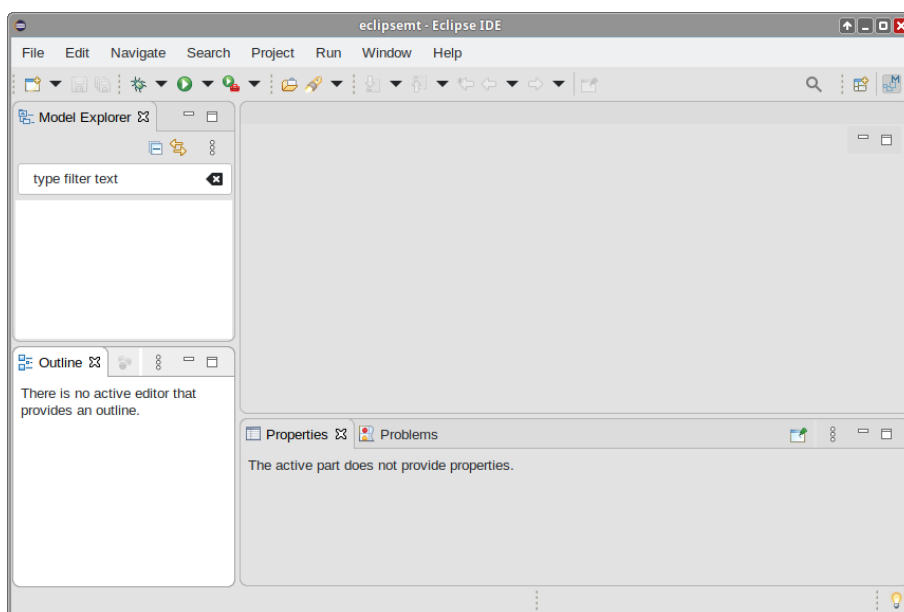 eclipsemt - Eclipse IDE
File Edit Navigate Search Project Run Window Help
Model Explorer
type filter text
Outline
There is no active editor that
provides an outline.
Properties Problems
The active part does not provide properties.